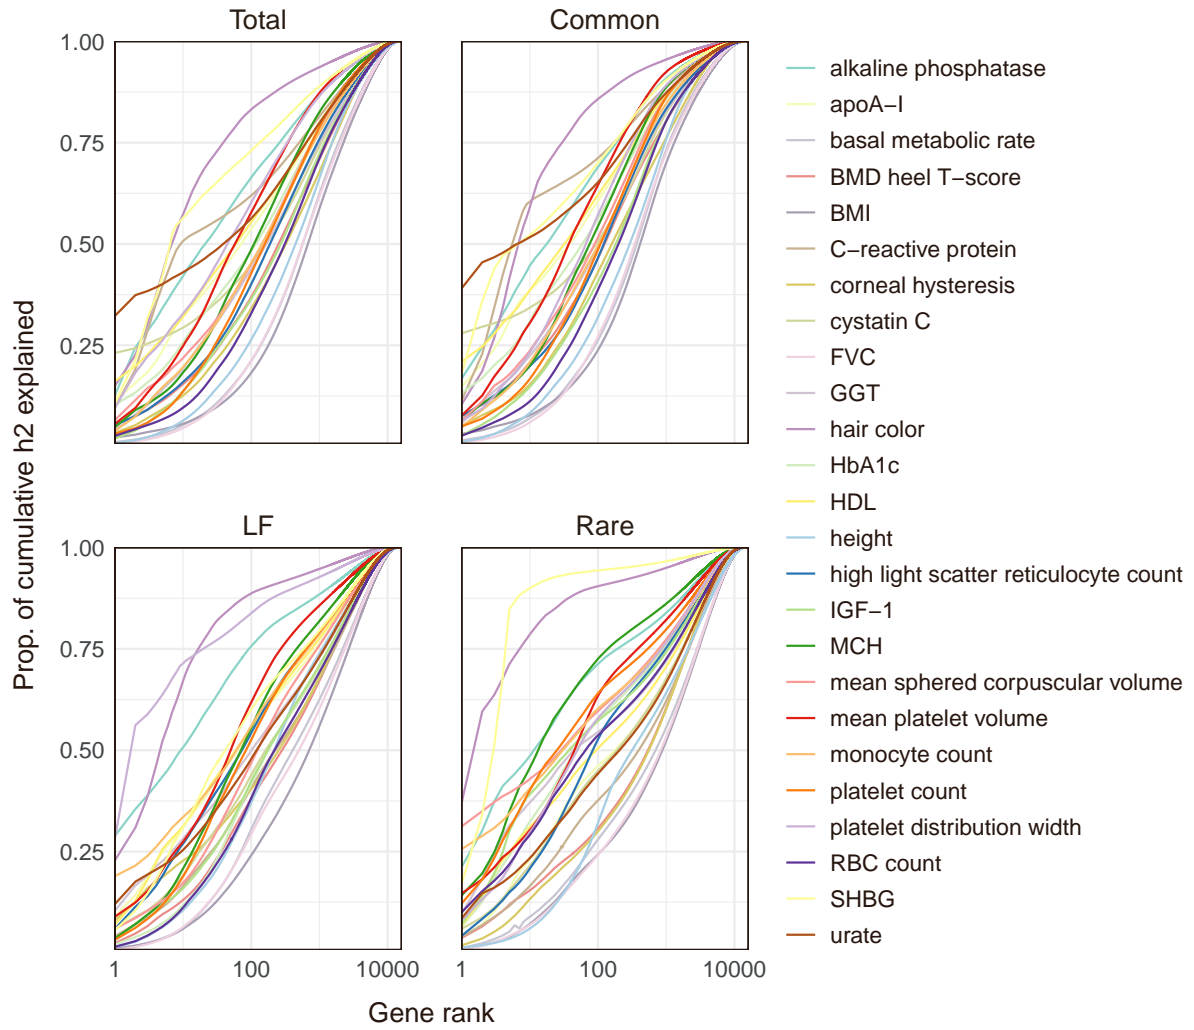 Total
Common
1.00
0.75
0.50
0.25
LF
Rare
1.00
0.75
0.50
0.25
1
100
10000
1
100
10000
Prop. of cumulative h2 explained
Gene rank
alkaline phosphatase
apoA−I
basal metabolic rate
BMD heel T−score
BMI
C−reactive protein
corneal hysteresis
cystatin C
FVC
GGT
hair color
HbA1c
HDL
height
high light scatter reticulocyte count
IGF−1
MCH
mean sphered corpuscular volume
mean platelet volume
monocyte count
platelet count
platelet distribution width
RBC count
SHBG
urate